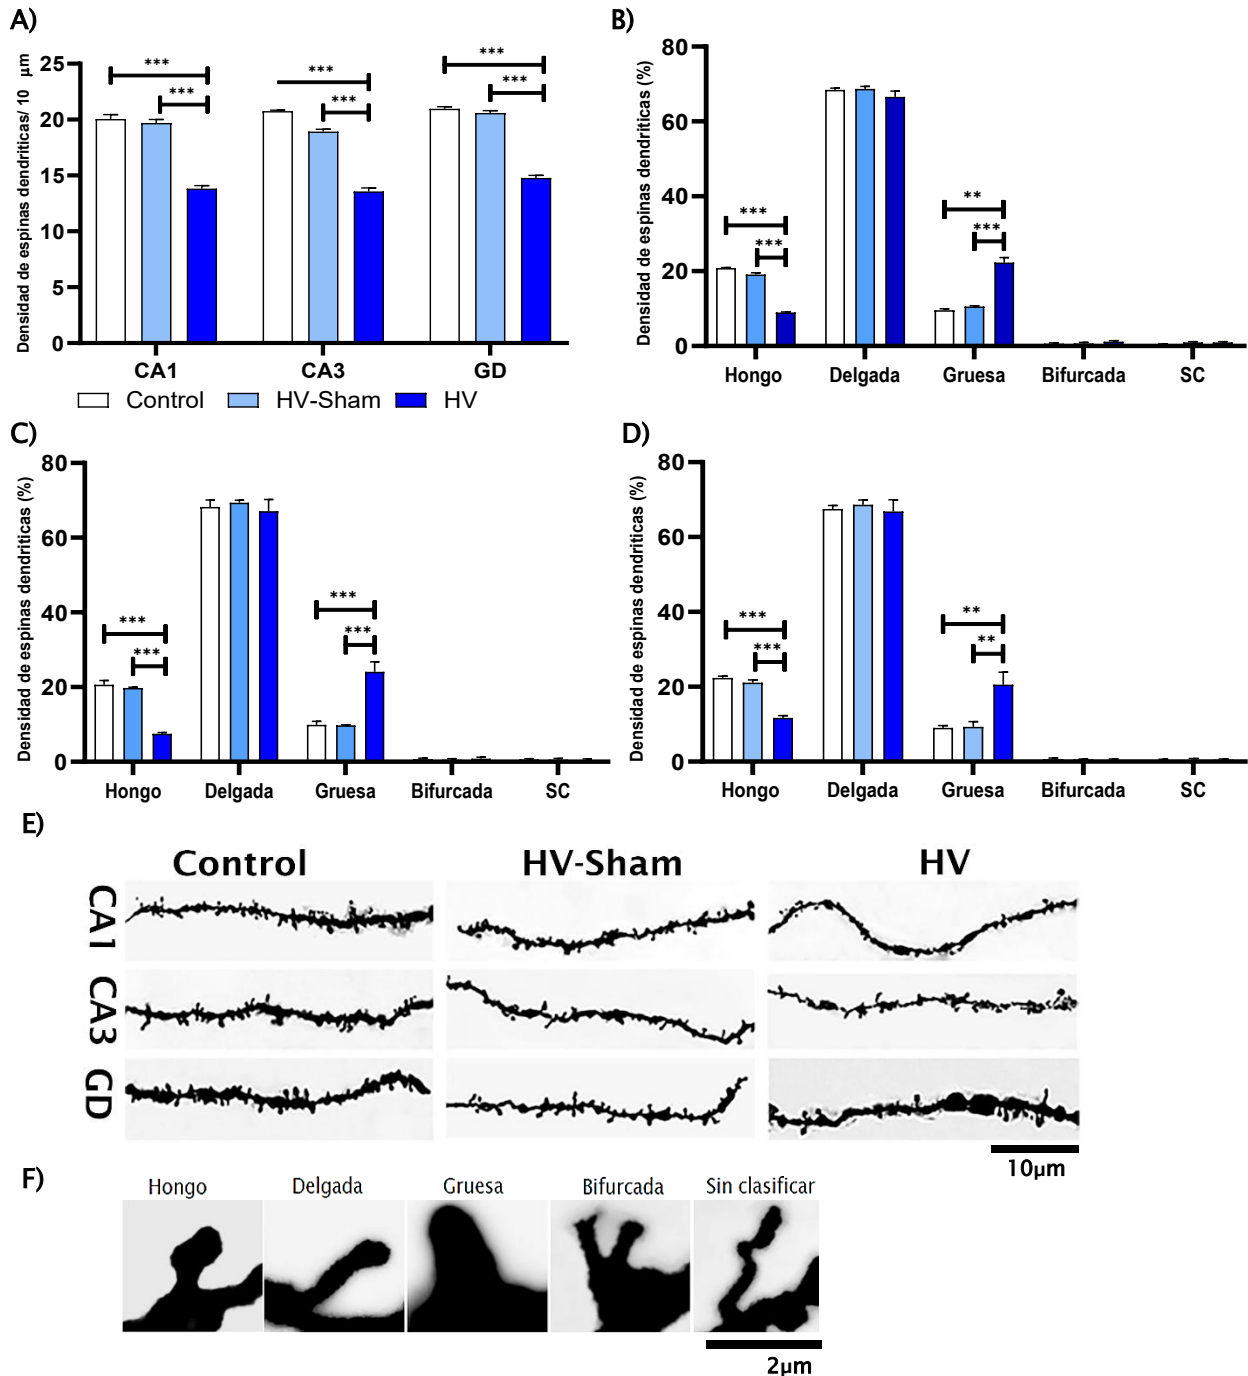 A)
Densidad de espinas dendríticas/ 10 μm
25
20
15
10
5
0
***
***
***
***
***
***
CA1
CA3
GD
Control
HV-Sham
HV
B)
Densidad de espinas dendríticas (%)
80
60
40
20
0
***
***
**
***
Hongo
Delgada
Gruesa
Bifurcada
SC
C)
Densidad de espinas dendríticas (%)
80
60
40
20
0
***
***
***
***
Hongo
Delgada
Gruesa
Bifurcada
SC
D)
Densidad de espinas dendríticas (%)
80
60
40
20
0
***
***
**
**
Hongo
Delgada
Gruesa
Bifurcada
SC
E)
Control
HV-Sham
HV
CA1
CA3
GD
10μm
F)
Hongo
Delgada
Gruesa
Bifurcada
Sin clasificar
2μm